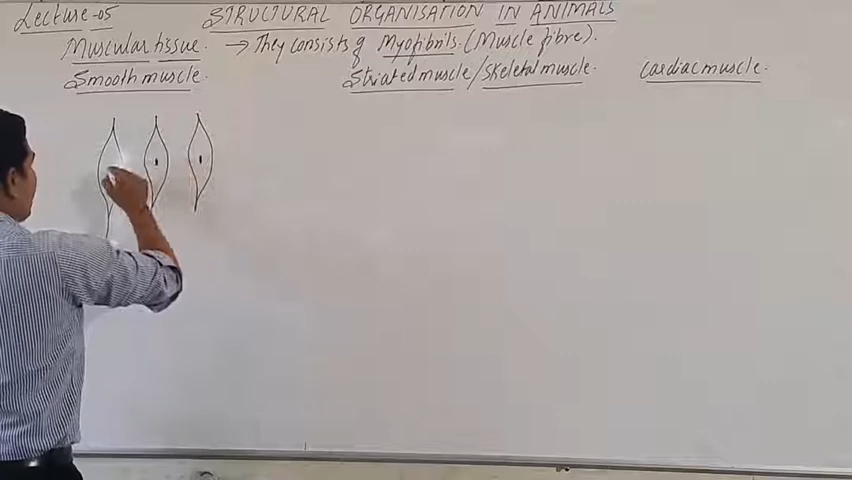 Lecture-05 STRUCTURAL ORGANISATION IN ANIMALS
Muscular tissue. → They consists of Myofibrils. (Muscle fibre).
Smooth muscle. Striated muscle/skeletal muscle. Cardiac muscle.